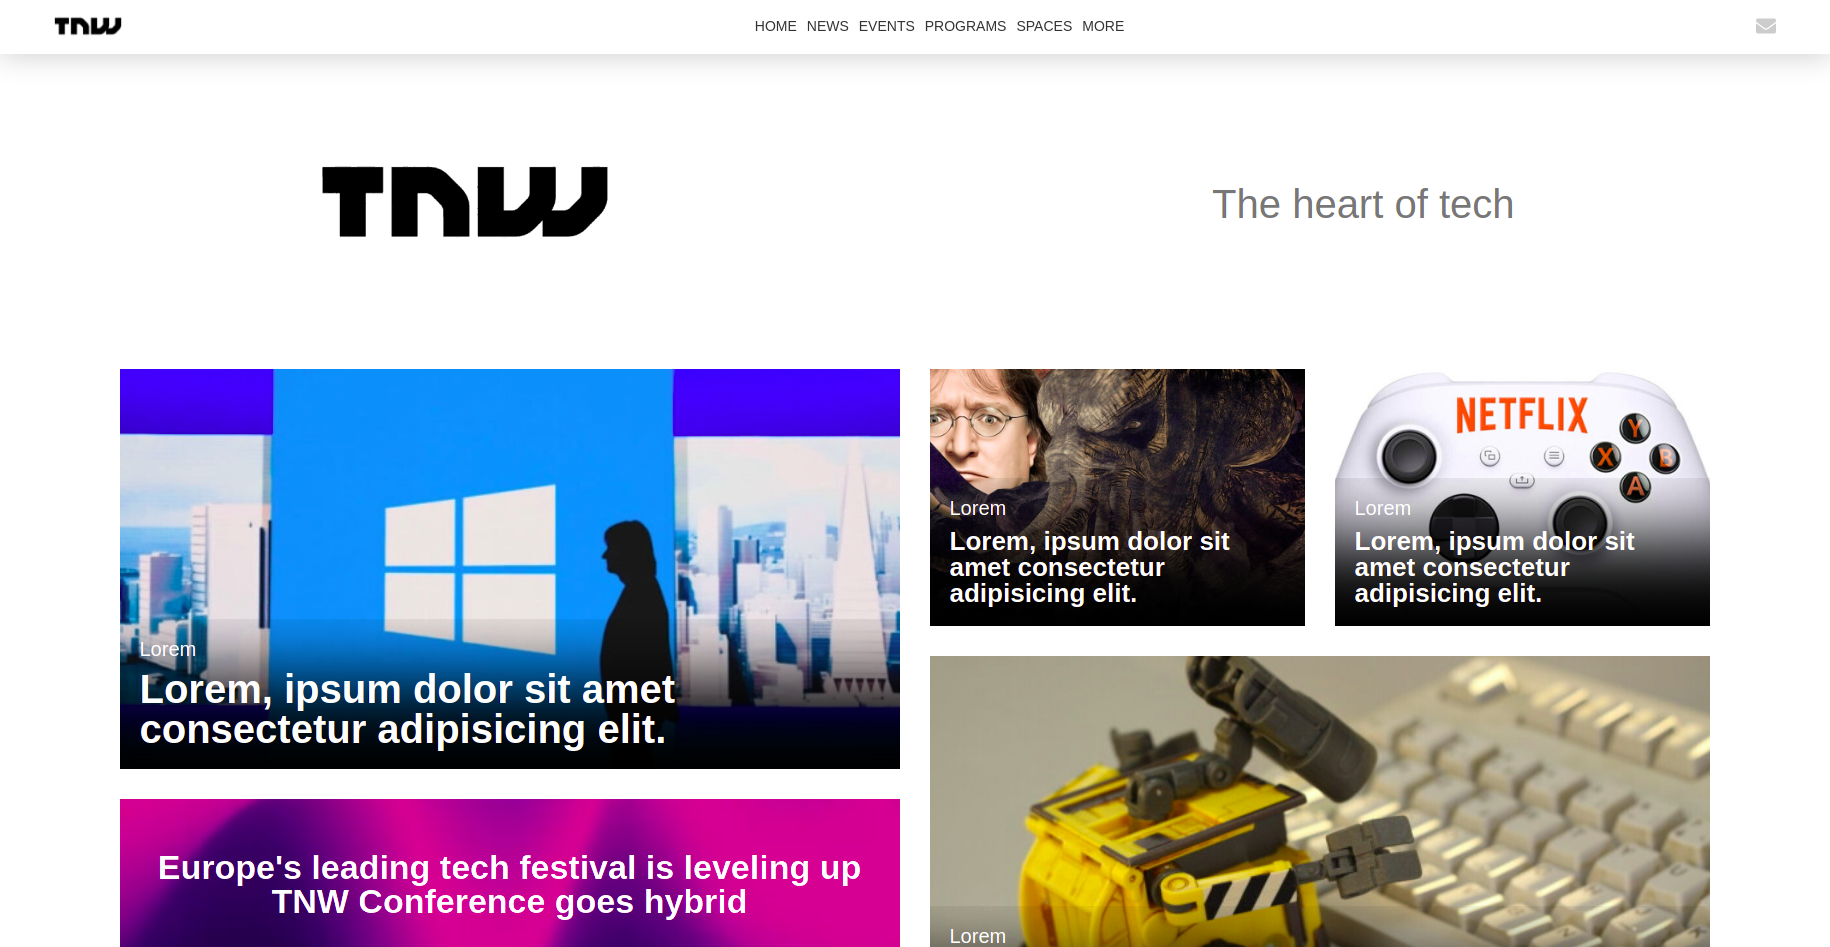 TNW
HOME NEWS EVENTS PROGRAMS SPACES MORE
TNW
The heart of tech
Lorem
Lorem, ipsum dolor sit amet
consectetur adipisicing elit.
Lorem
Lorem, ipsum dolor sit
amet consectetur
adipisicing elit.
NETFLIX
Y
X
B
A
Lorem
Lorem, ipsum dolor sit
amet consectetur
adipisicing elit.
Europe's leading tech festival is leveling up
TNW Conference goes hybrid
Lorem